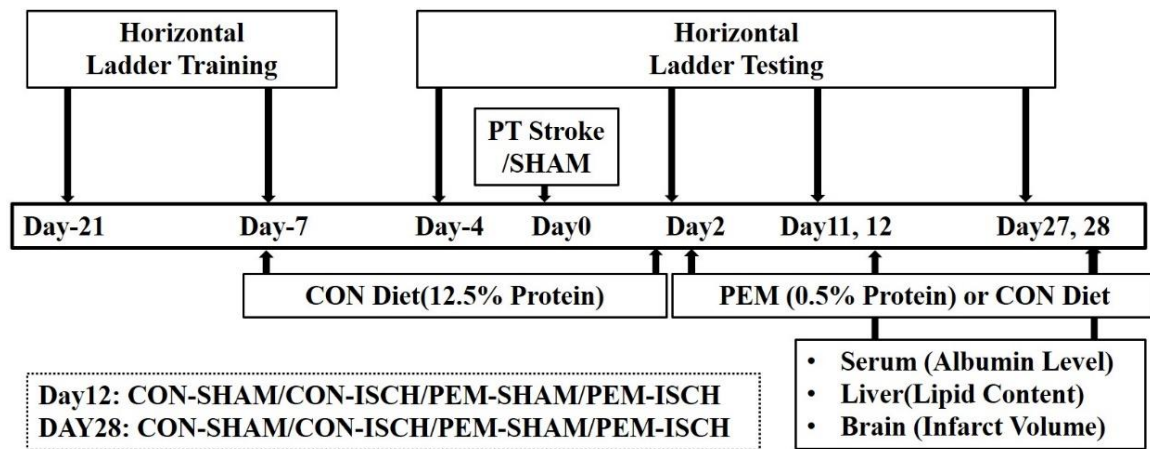 Horizontal
Ladder Training
Horizontal
Ladder Testing
PT Stroke
/SHAM
Day-21 Day-7 Day-4 Day0 Day2 Day11, 12 Day27, 28
CON Diet(12.5% Protein)
PEM (0.5% Protein) or CON Diet
• Serum (Albumin Level)
• Liver(Lipid Content)
• Brain (Infarct Volume)
Day12: CON-SHAM/CON-ISCH/PEM-SHAM/PEM-ISCH
DAY28: CON-SHAM/CON-ISCH/PEM-SHAM/PEM-ISCH